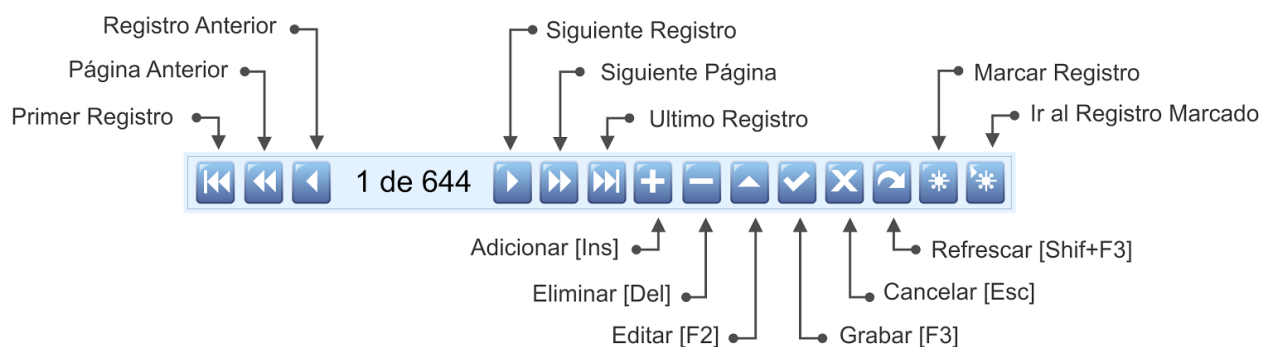 Registro Anterior
Siguiente Registro
Página Anterior
Siguiente Página
Marcar Registro
Primer Registro
Ultimo Registro
Ir al Registro Marcado
1 de 644
Adicionar [Ins]
Refrescar [Shif+F3]
Eliminar [Del]
Cancelar [Esc]
Editar [F2]
Grabar [F3]